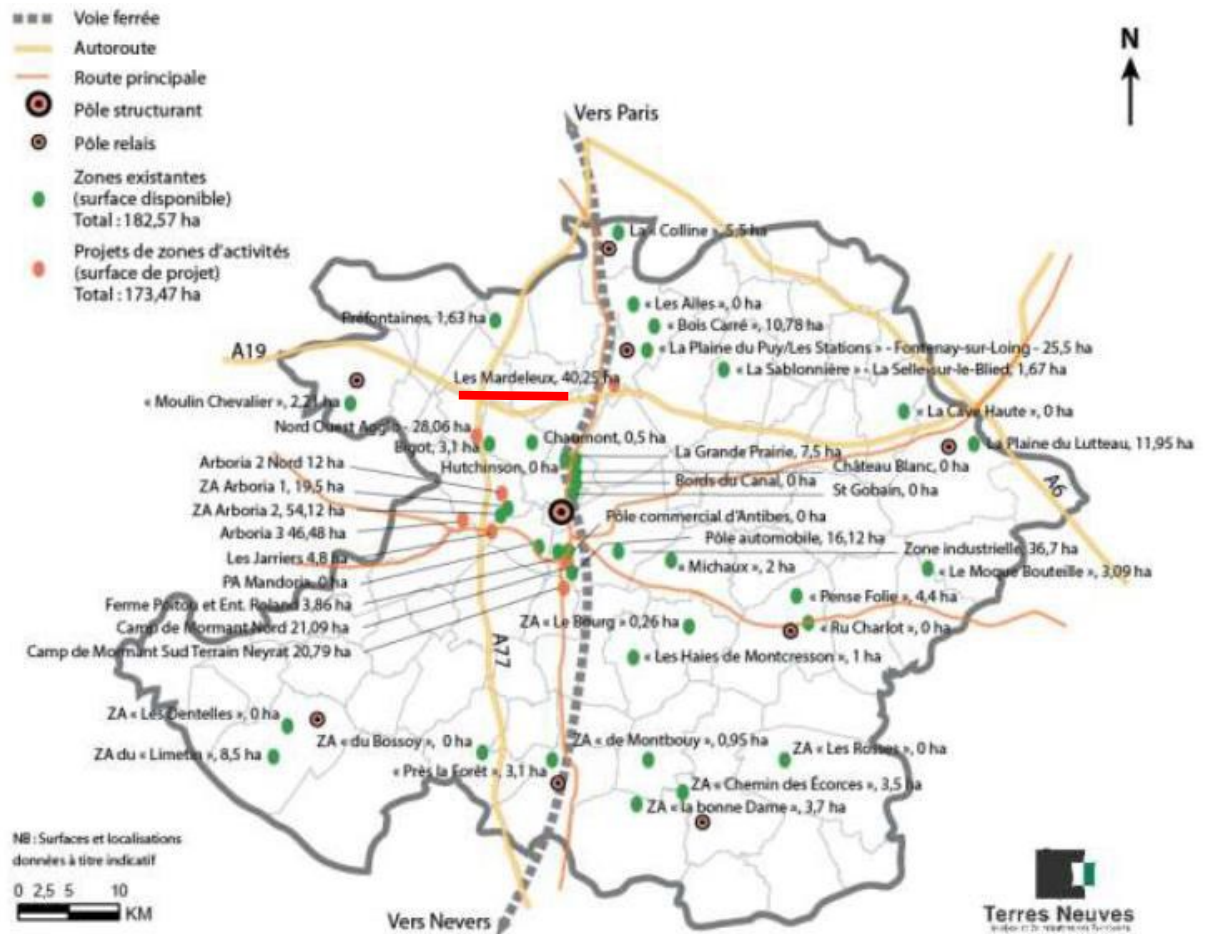 Voie ferrée
Autoroute
Route principale
Pôle structurant
Pôle relais
Zones existantes
(surface disponible)
Total : 182,57 ha
Projets de zones d'activités
(surface de projet)
Total : 173,47 ha
N
Vers Paris
La « Colline », 5,5 ha
« Les Ailes », 0 ha
Préfontaines, 1,63 ha
« Bois Carré », 10,78 ha
A19
« La Plaine du Puy/Les Stations » - Fontenay-sur-Loing - 25,5 ha
« La Sablonnière » - La Selle-sur-le-Blied, 1,67 ha
Les Mardeleux, 40,25 ha
« Moulin Chevalier », 2,21 ha
« La Cave Haute », 0 ha
Nord Ouest Agglo - 28,06 ha
Chaumont, 0,5 ha
La Plaine du Lutteau, 11,95 ha
Bigot, 3,1 ha
La Grande Prairie, 7,5 ha
Arboria 2 Nord 12 ha
Hutchinson, 0 ha
Château Blanc, 0 ha
Bords du Canal, 0 ha
ZA Arboria 1, 19,5 ha
St Gobain, 0 ha
A6
ZA Arboria 2, 54,12 ha
Pôle commercial d'Antibes, 0 ha
Arboria 3 46,48 ha
Pôle automobile, 16,12 ha
Zone industrielle, 36,7 ha
Les Jarriers 4,8 ha
« Michaux », 2 ha
« Le Moque Bouteille », 3,09 ha
PA Mandoria, 0 ha
Ferme Poitou et Ent. Roland 3,86 ha
« Pense Folie », 4,4 ha
Camp de Mormant Nord 21,09 ha
ZA « Le Bourg » 0,26 ha
« Ru Charlot », 0 ha
Camp de Mormant Sud Terrain Neyrat 20,79 ha
A77
« Les Haies de Montcresson », 1 ha
ZA « Les Dentelles », 0 ha
ZA « du Bossoy », 0 ha
ZA « de Montbouy », 0,95 ha
ZA « Les Rosses », 0 ha
ZA du « Limetin », 8,5 ha
« Près la Forêt », 3,1 ha
ZA « Chemin des Écorces », 3,5 ha
ZA « la bonne Dame », 3,7 ha
NB : Surfaces et localisations
données à titre indicatif
0 2,5 5 10
KM
Vers Nevers
Terres Neuves